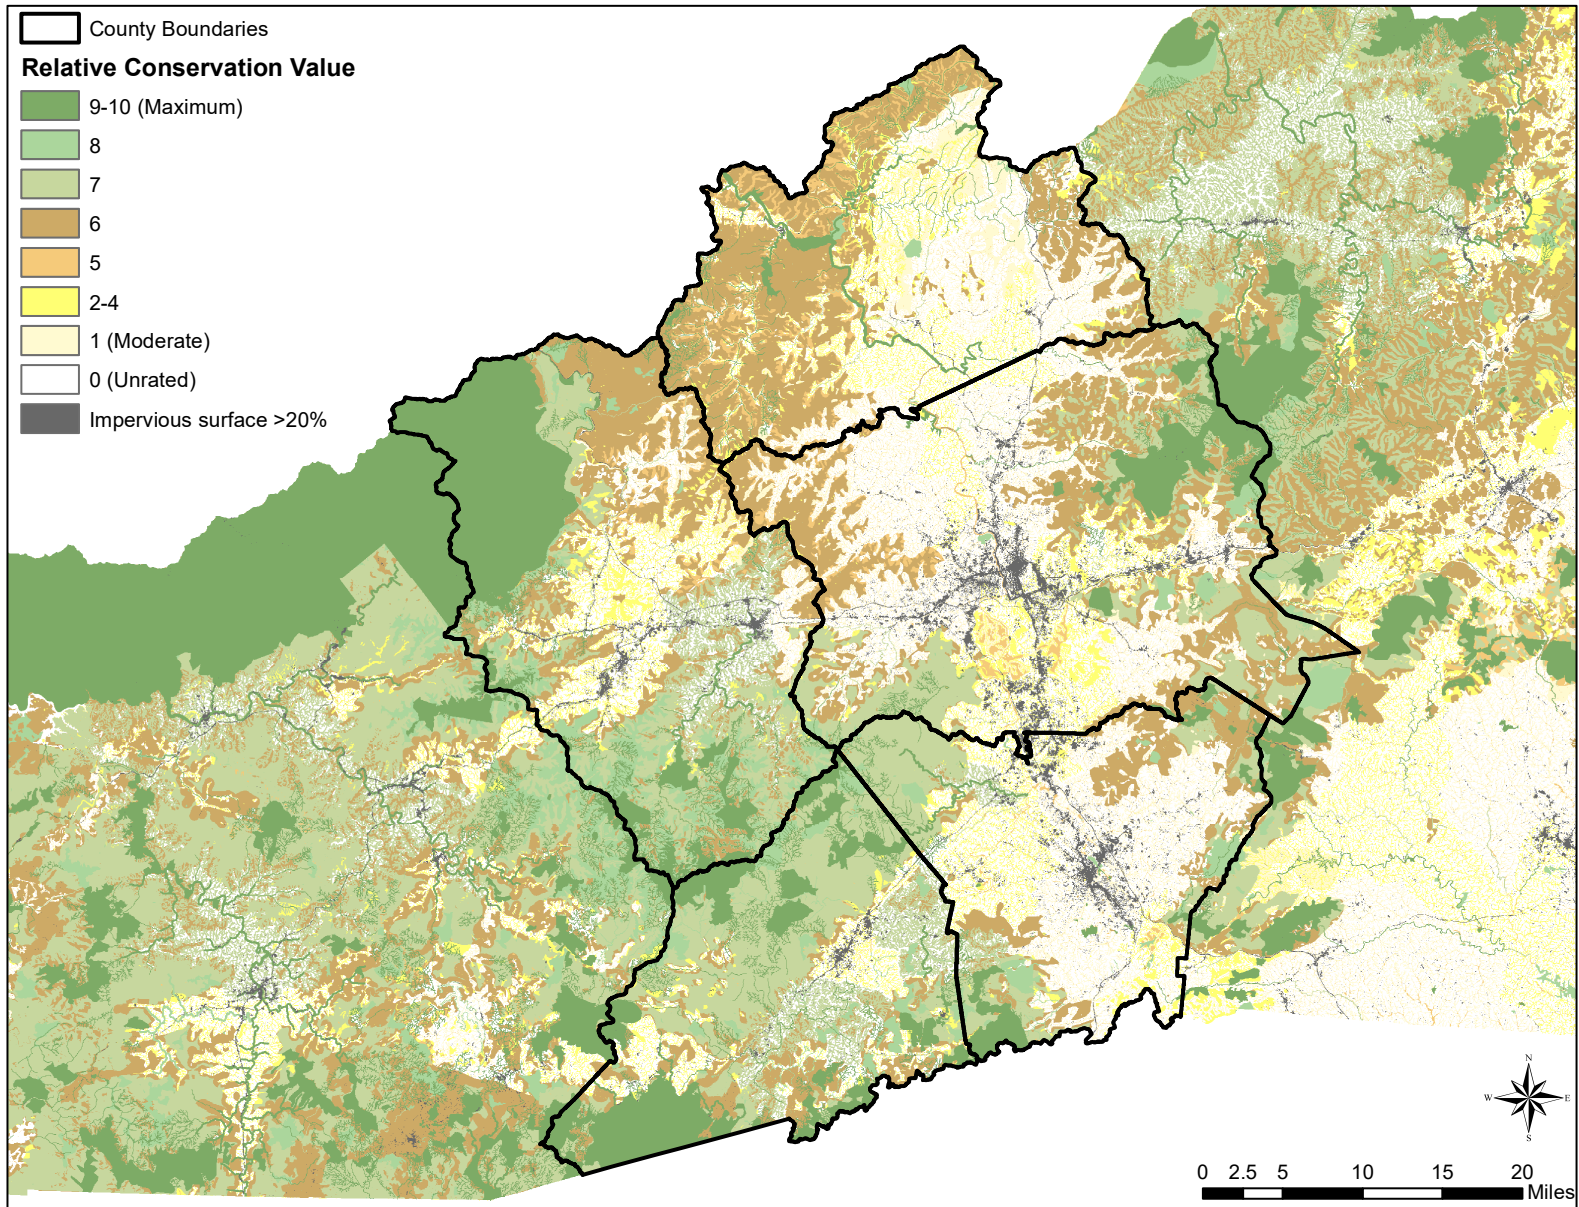 County Boundaries
Relative Conservation Value
9-10 (Maximum)
8
7
6
5
2-4
1 (Moderate)
0 (Unrated)
Impervious surface >20%
N
W E
S
0 2.5 5 10 15 20
Miles